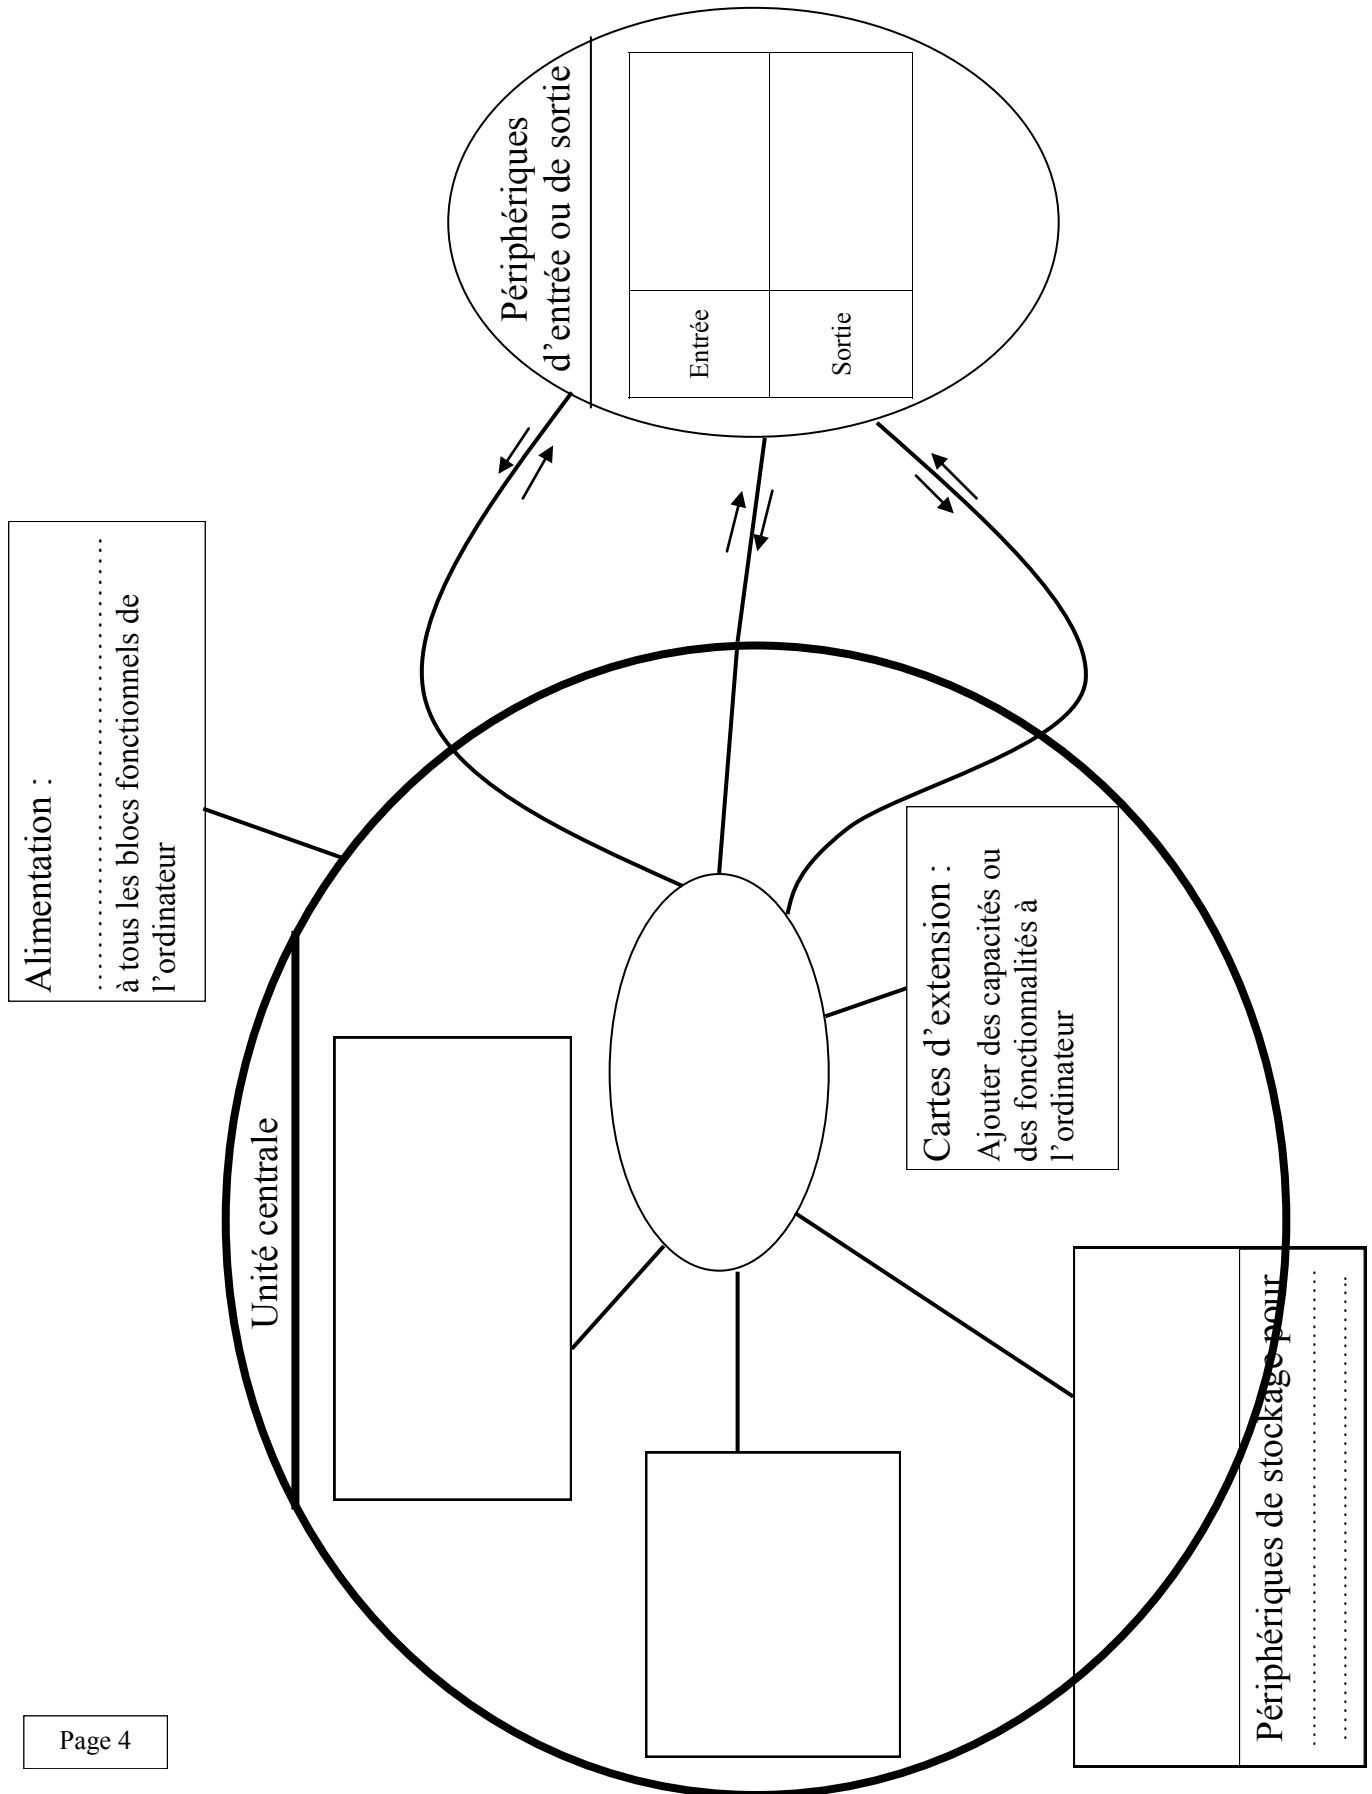 Page 4
Alimentation :
……………………………………
à tous les blocs fonctionnels de
l’ordinateur
Unité centrale
Périphériques
d’entrée ou de sortie
Entrée
Sortie
Cartes d’extension :
Ajouter des capacités ou
des fonctionnalités à
l’ordinateur
Périphériques de stockage pour
……………………………………
……………………………………